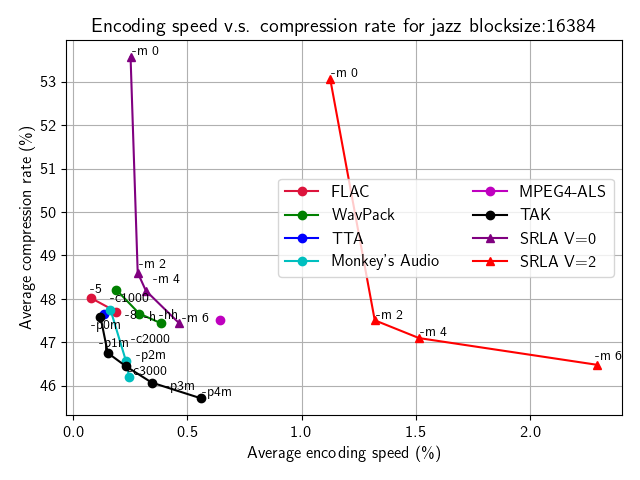 Encoding speed v.s. compression rate for jazz blocksize:16384
Average compression rate (%)
53
52
51
50
49
48
47
46
-m 0
-m 0
-m 2
-m 4
-m 6
-5
-c1000
-8
-h
-hh
-p0m
-p1m
-c2000
-p2m
-c3000
-p3m
-p4m
-m 2
-m 4
-m 6
FLAC
WavPack
TTA
Monkey's Audio
MPEG4-ALS
TAK
SRLA V=0
SRLA V=2
0.0
0.5
1.0
1.5
2.0
Average encoding speed (%)